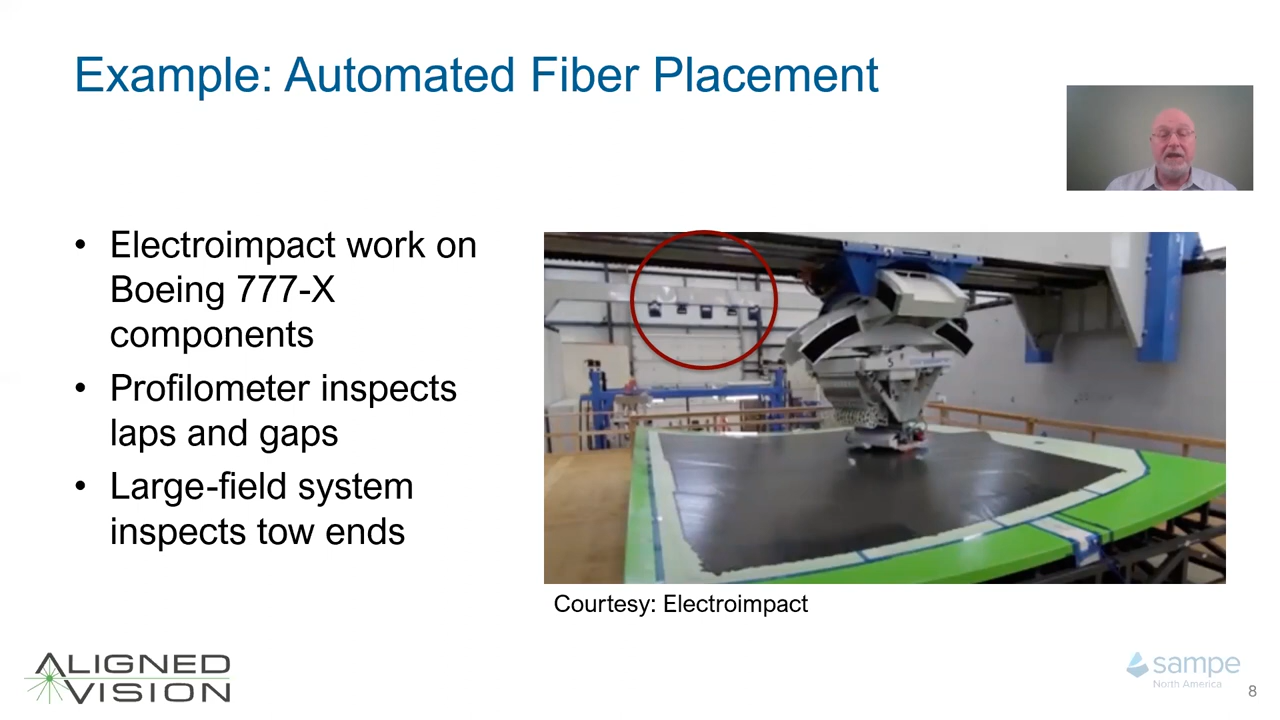 Example: Automated Fiber Placement
• Electroimpact work on
Boeing 777-X
components
• Profilometer inspects
laps and gaps
• Large-field system
inspects tow ends
5
Courtesy: Electroimpact
ALIGNED
VISION
sampe
North America
8